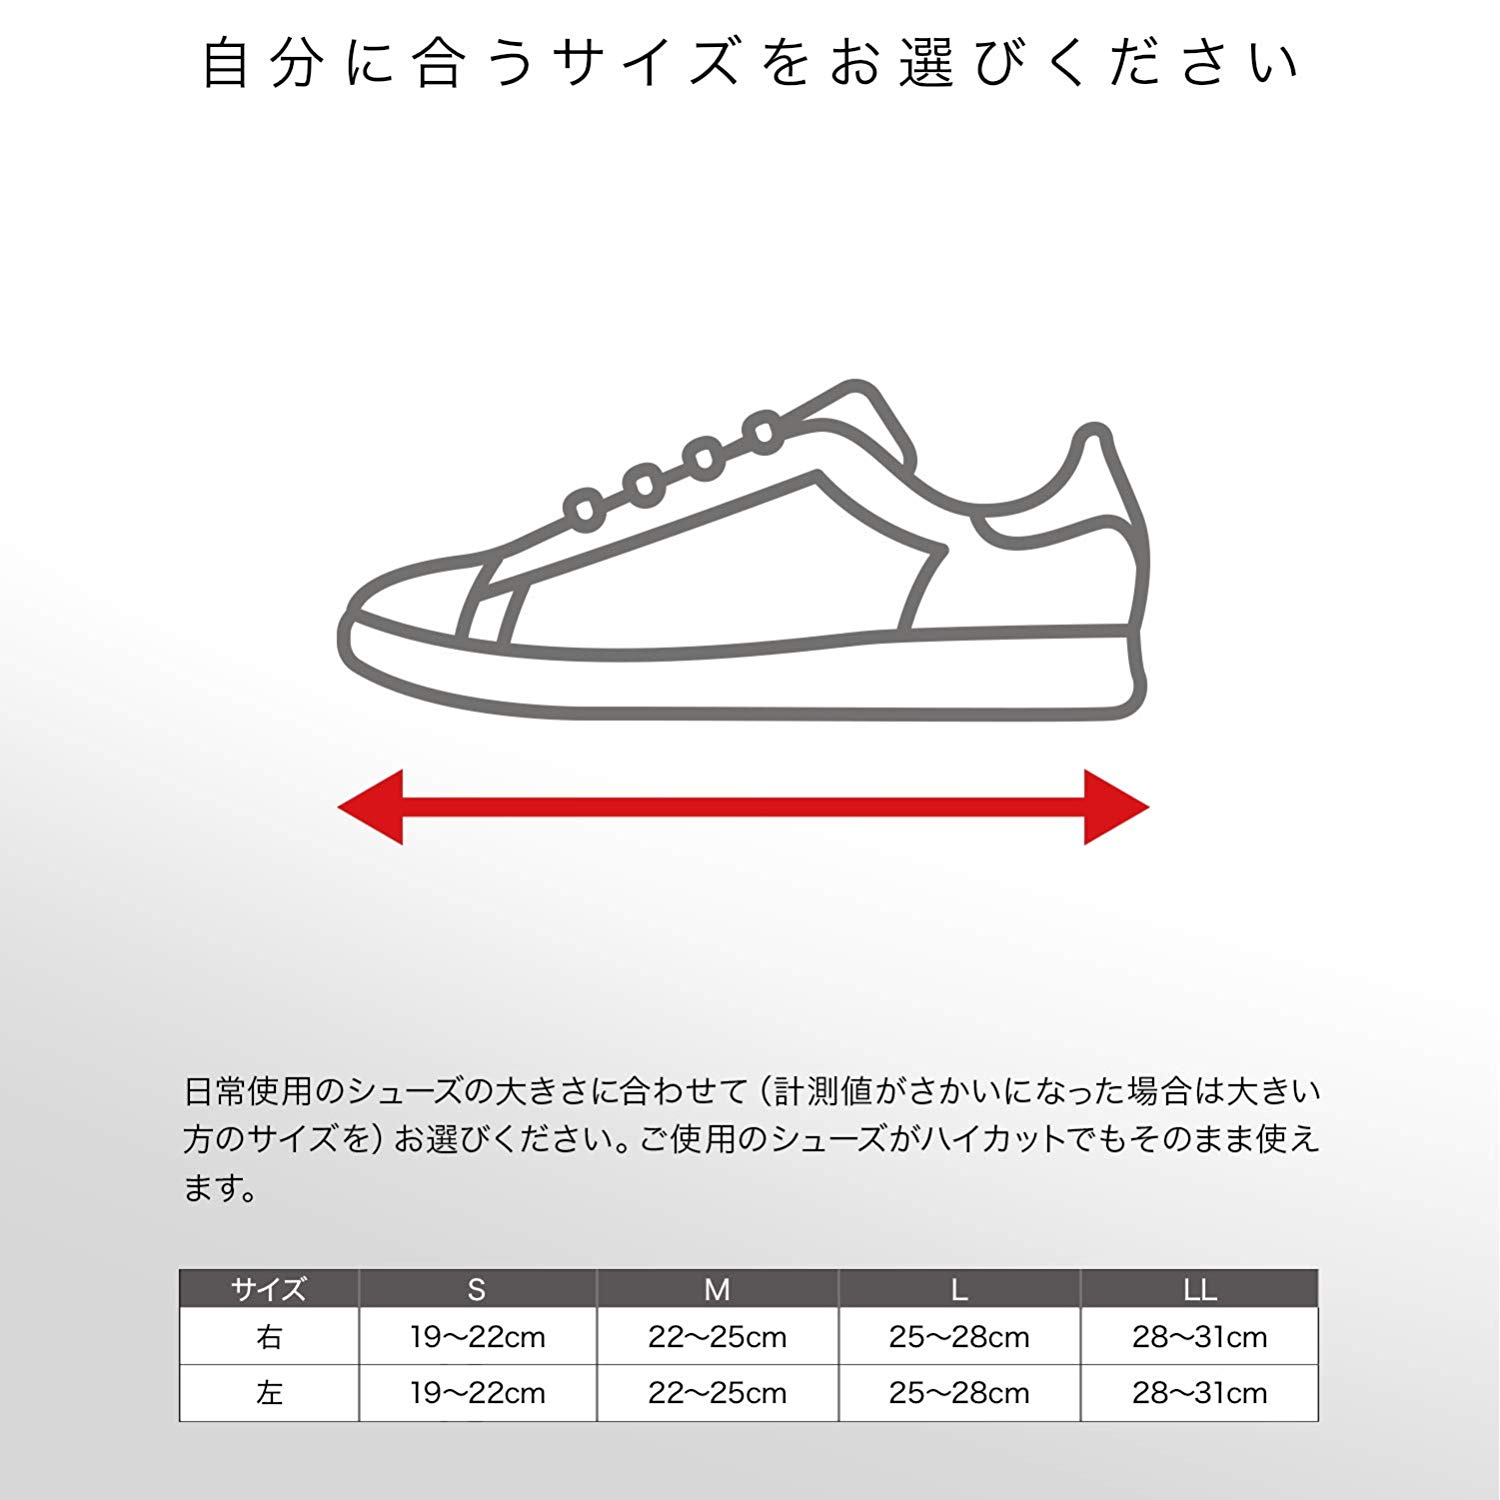 自分に合うサイズをお選びください
日常使用のシューズの大きさに合わせて（計測値がさかいになった場合は大きい
方のサイズを）お選びください。ご使用のシューズがハイカットでもそのまま使え
ます。
サイズ S M L LL
右 19〜22cm 22〜25cm 25〜28cm 28〜31cm
左 19〜22cm 22〜25cm 25〜28cm 28〜31cm